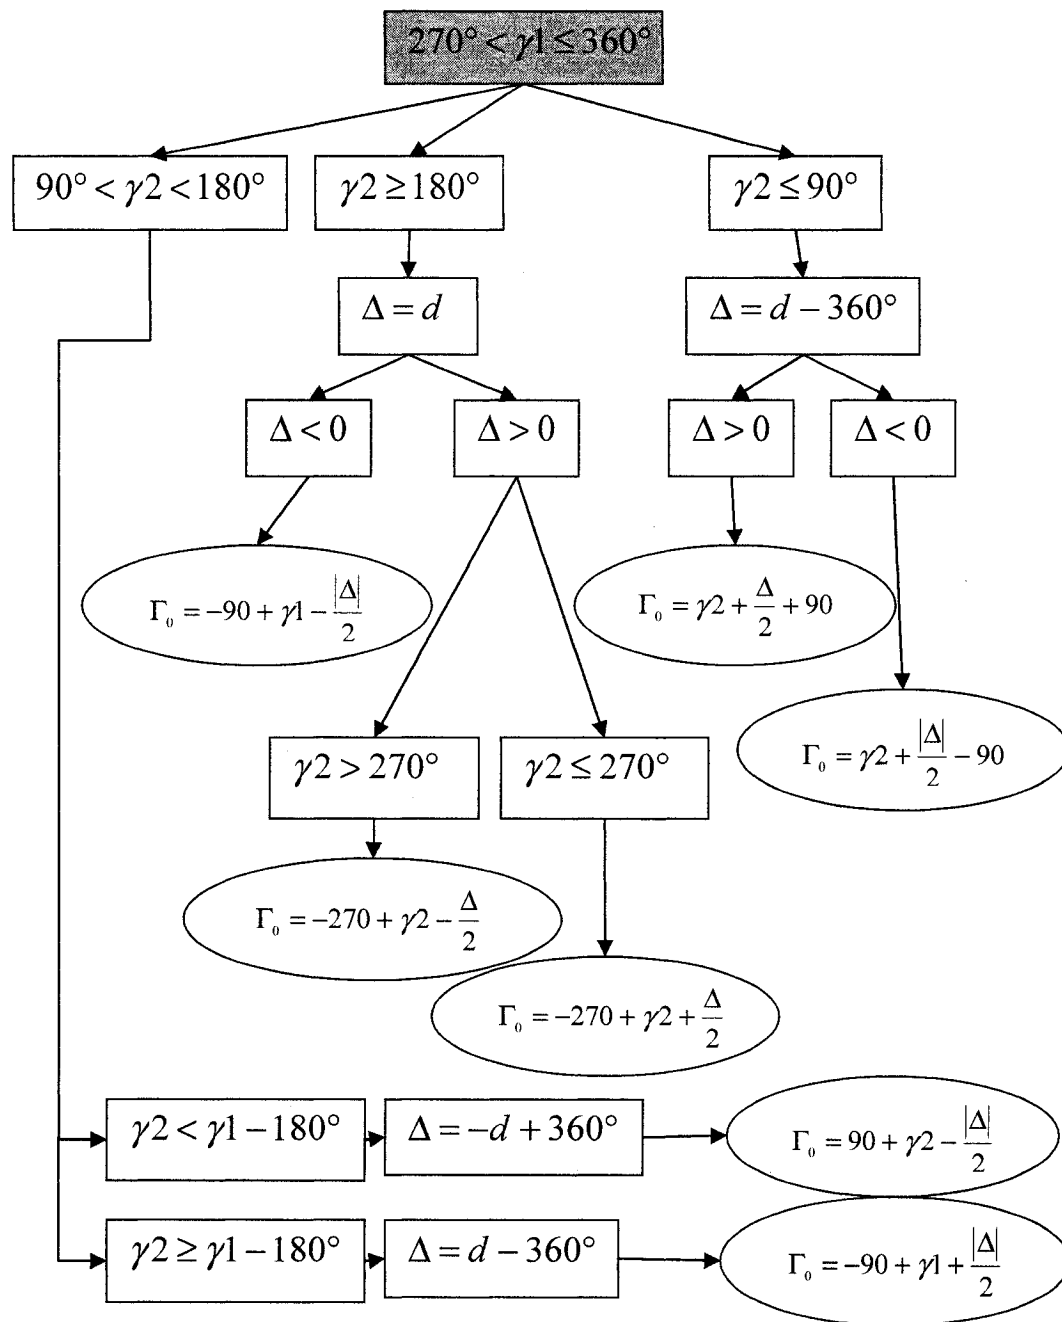 270° < γ1 ≤ 360°
90° < γ2 < 180°
γ2 ≥ 180°
γ2 ≤ 90°
Δ = d
Δ = d − 360°
Δ < 0
Δ > 0
Δ > 0
Δ < 0
Γ₀ = −90 + γ1 − |Δ|/2
Γ₀ = γ2 + Δ/2 + 90
Γ₀ = γ2 + |Δ|/2 − 90
γ2 > 270°
γ2 ≤ 270°
Γ₀ = −270 + γ2 − Δ/2
Γ₀ = −270 + γ2 + Δ/2
γ2 < γ1 − 180°
Δ = −d + 360°
Γ₀ = 90 + γ2 − |Δ|/2
γ2 ≥ γ1 − 180°
Δ = d − 360°
Γ₀ = −90 + γ1 + |Δ|/2